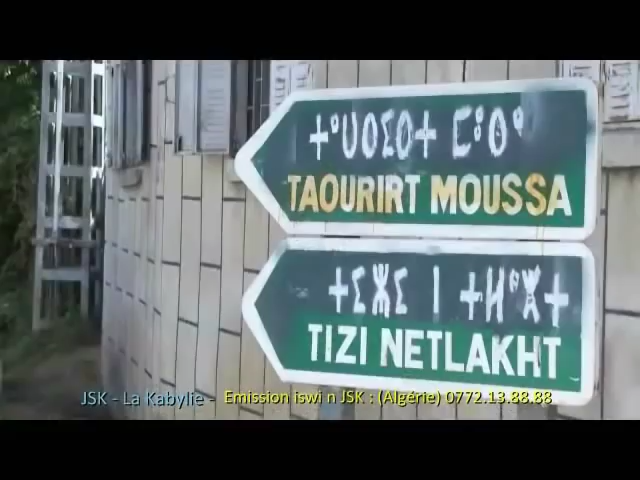 ⵜⴰⵓⵔⵉⵔⵜ ⵎⵓⵙⴰ
TAOURIRT MOUSSA
ⵜⵉⵣⵉ ⵏ ⵜⵍⴰⵅⵜ
TIZI NETLAKHT
JSK - La Kabylie - Emission iswi n JSK : (Algérie) 0772.13.88.88